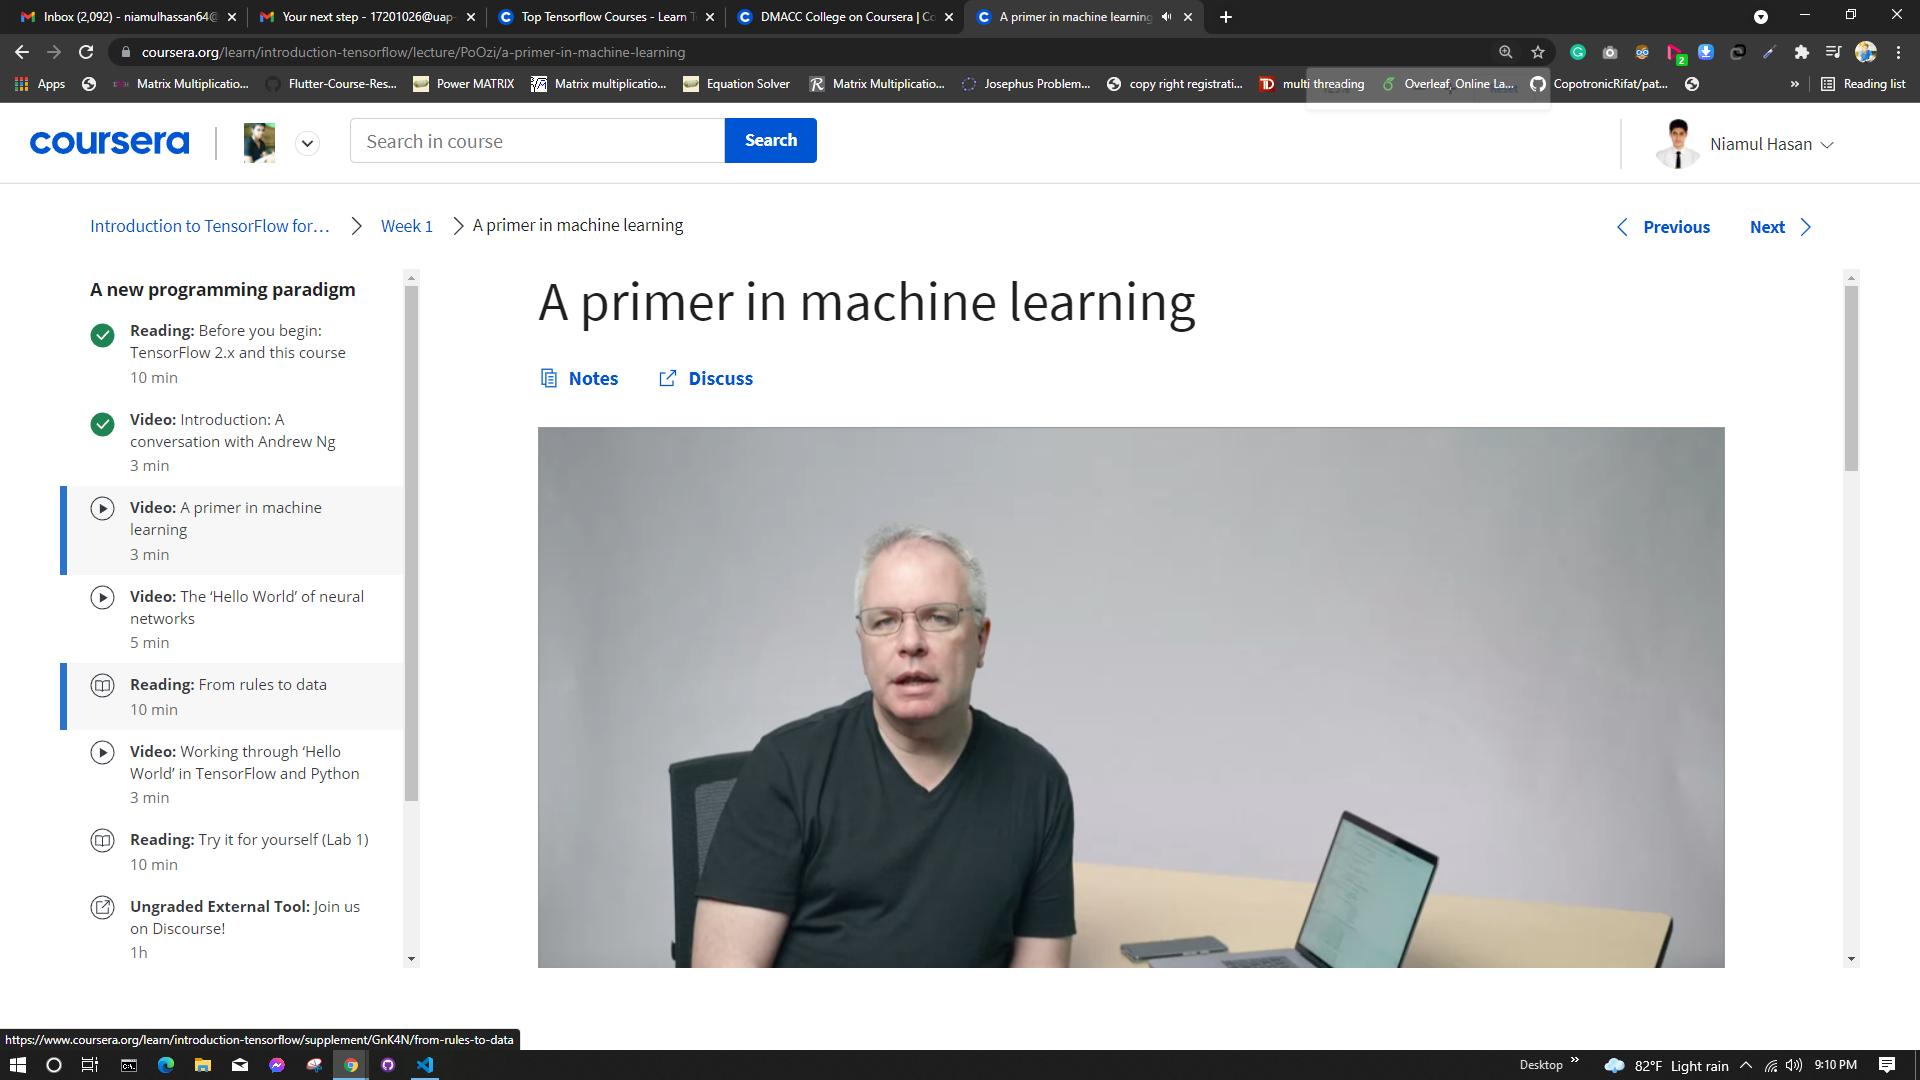 Inbox (2,092) - niamulhassan64@
Your next step - 17201026@uap-
Top Tensorflow Courses - Learn T
DMACC College on Coursera | Co
A primer in machine learning
coursera.org/learn/introduction-tensorflow/lecture/PoOzi/a-primer-in-machine-learning
2
Apps
Matrix Multiplicatio...
Flutter-Course-Res...
Power MATRIX
Matrix multiplicatio...
Equation Solver
Matrix Multiplicatio...
Josephus Problem...
copy right registrati...
multi threading
Overleaf, Online La...
CopotronicRifat/pat...
»
Reading list
coursera
Search in course
Search
Niamul Hasan
Introduction to TensorFlow for...
Week 1
A primer in machine learning
Previous
Next
A new programming paradigm
Reading: Before you begin:
TensorFlow 2.x and this course
10 min
Video: Introduction: A
conversation with Andrew Ng
3 min
Video: A primer in machine
learning
3 min
Video: The ‘Hello World’ of neural
networks
5 min
Reading: From rules to data
10 min
Video: Working through ‘Hello
World’ in TensorFlow and Python
3 min
Reading: Try it for yourself (Lab 1)
10 min
Ungraded External Tool: Join us
on Discourse!
1h
A primer in machine learning
Notes
Discuss
https://www.coursera.org/learn/introduction-tensorflow/supplement/GnK4N/from-rules-to-data
Desktop
»
82°F Light rain
9:10 PM